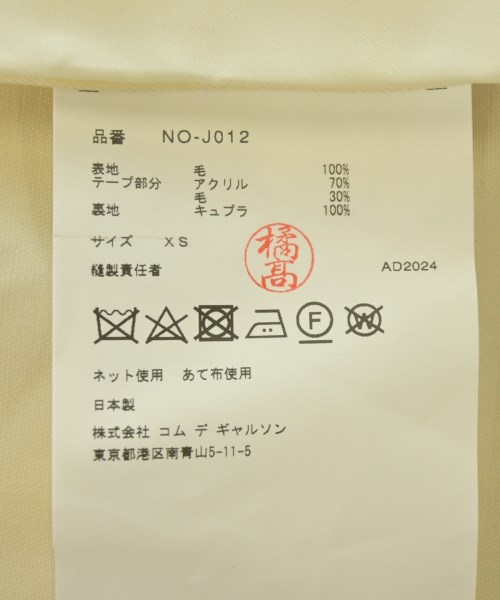 品番 NO-J012
表地 毛 100%
テープ部分 アクリル 70%
毛 30%
裏地 キュプラ 100%
サイズ XS
縫製責任者 橘髙 AD2024
F W
ネット使用 あて布使用
日本製
株式会社 コム デ ギャルソン
東京都港区南青山5-11-5